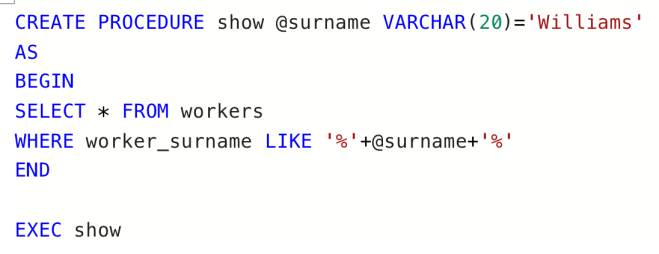 CREATE PROCEDURE show @surname VARCHAR(20)='Williams'
AS
BEGIN
SELECT * FROM workers
WHERE worker_surname LIKE '%'+@surname+'%'
END
EXEC show